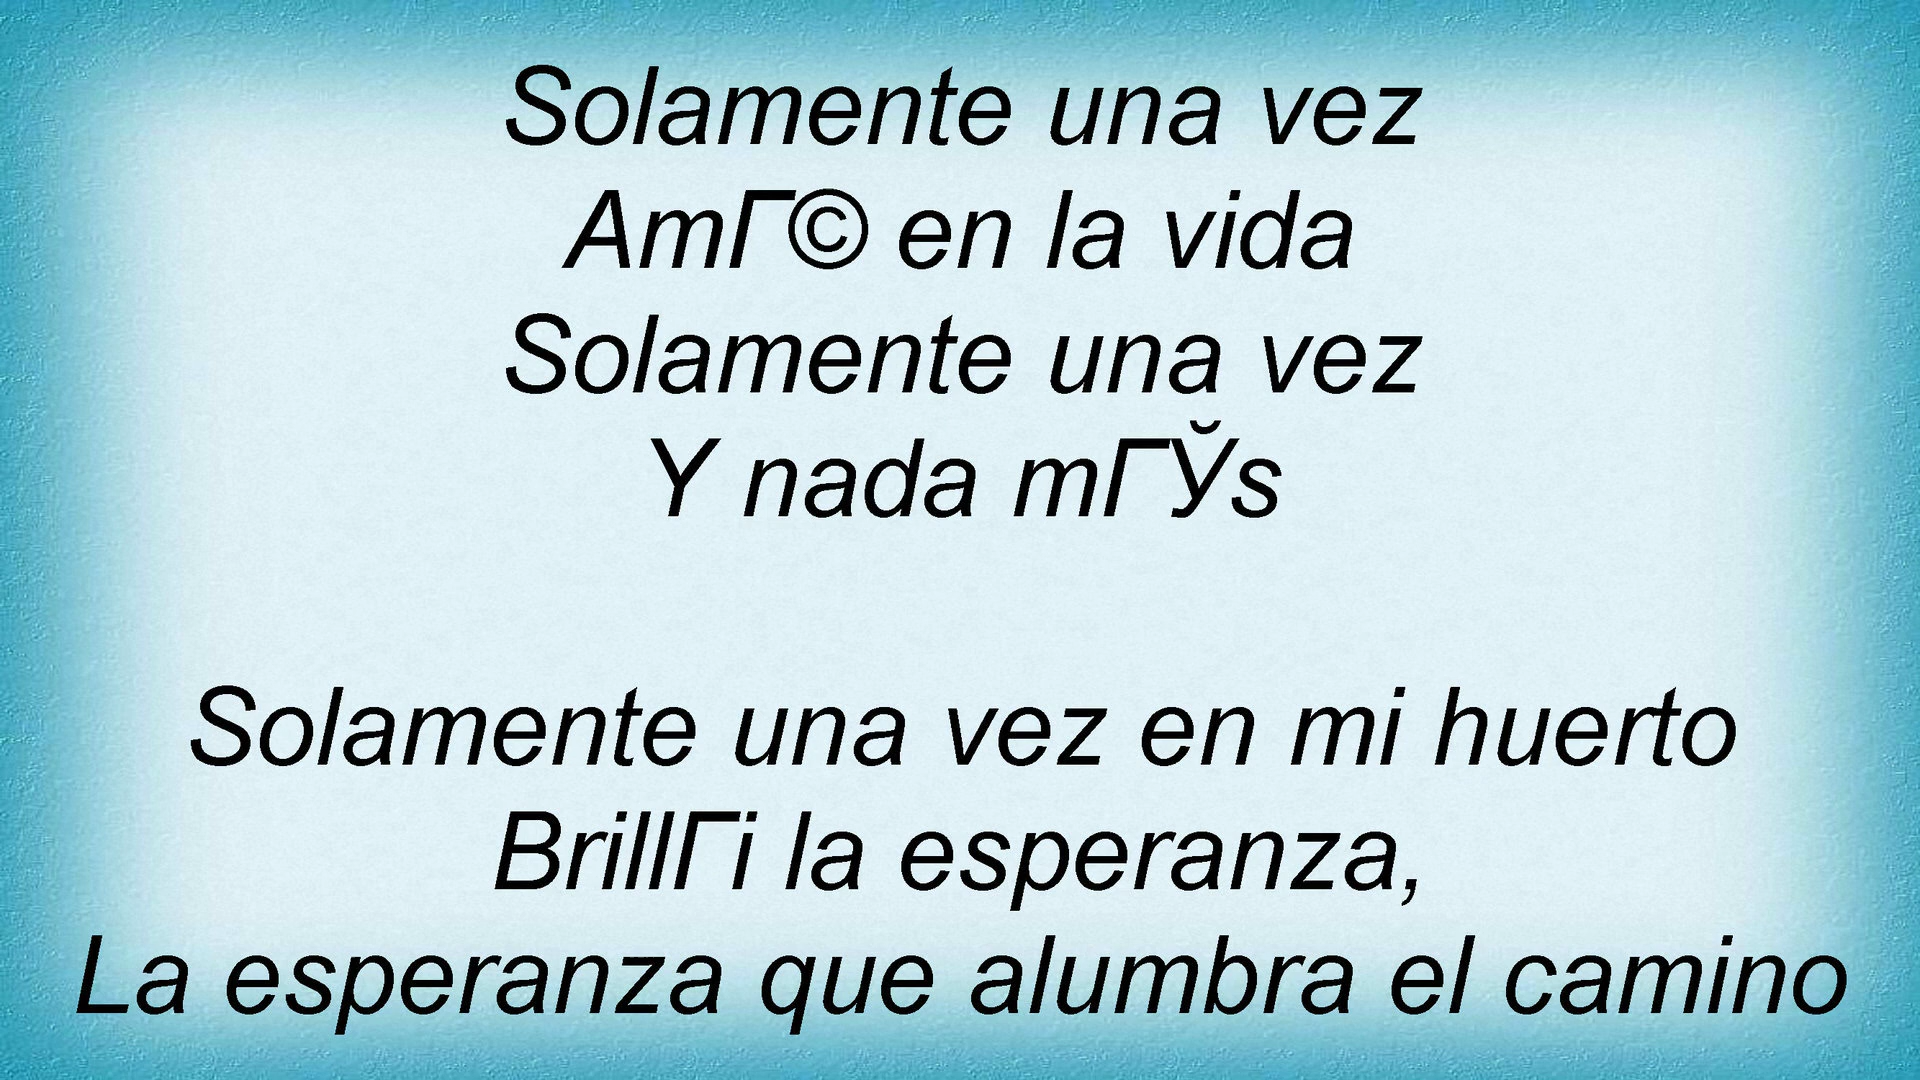 Solamente una vez
AmГ© en la vida
Solamente una vez
Y nada mГЎs
Solamente una vez en mi huerto
BrillГі la esperanza,
La esperanza que alumbra el camino